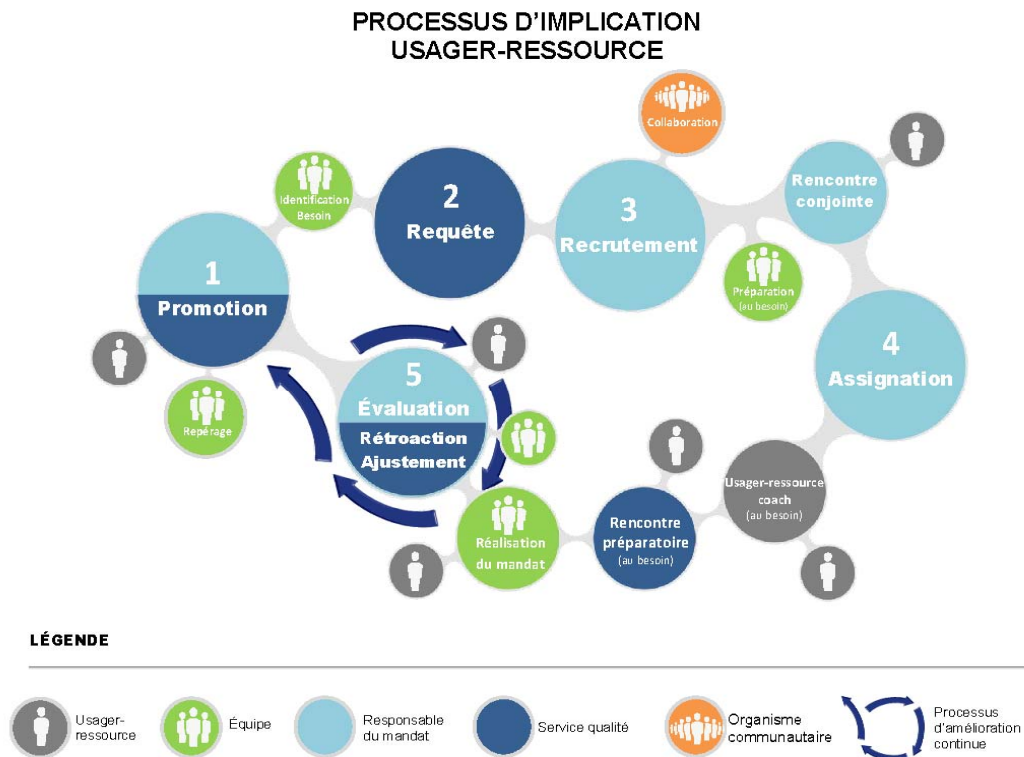 PROCESSUS D'IMPLICATION
USAGER-RESSOURCE
Collaboration
Identification
Besoin
2
Requête
3
Recrutement
Rencontre
conjointe
1
Promotion
Préparation
(au besoin)
4
Assignation
Repérage
5
Évaluation
Rétroaction
Ajustement
Usager-ressource
coach
(au besoin)
Réalisation
du mandat
Rencontre
préparatoire
(au besoin)
LÉGENDE
Usager-
ressource
Équipe
Responsable
du mandat
Service qualité
Organisme
communautaire
Processus
d'amélioration
continue